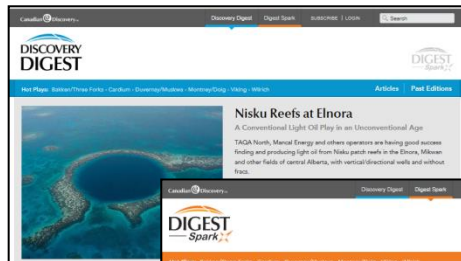 Canadian Discovery
Discovery Digest
Digest Spark
SUBSCRIBE | LOGIN
Search
DISCOVERY
DIGEST
DIGEST
Spark
Hot Plays: Bakken/Three Forks - Cardium - Duvernay/Muskwa - Montney/Doig - Viking - Wilrich
Articles
Past Editions
Nisku Reefs at Elnora
A Conventional Light Oil Play in an Unconventional Age
TAQA North, Mancal Energy and others operators are having good success
finding and producing light oil from Nisku patch reefs in the Elnora, Mikwan
and other fields of central Alberta, with vertical/directional wells and without
fracs.
Canadian Discovery
Discovery Digest
Digest Spark
DIGEST
Spark